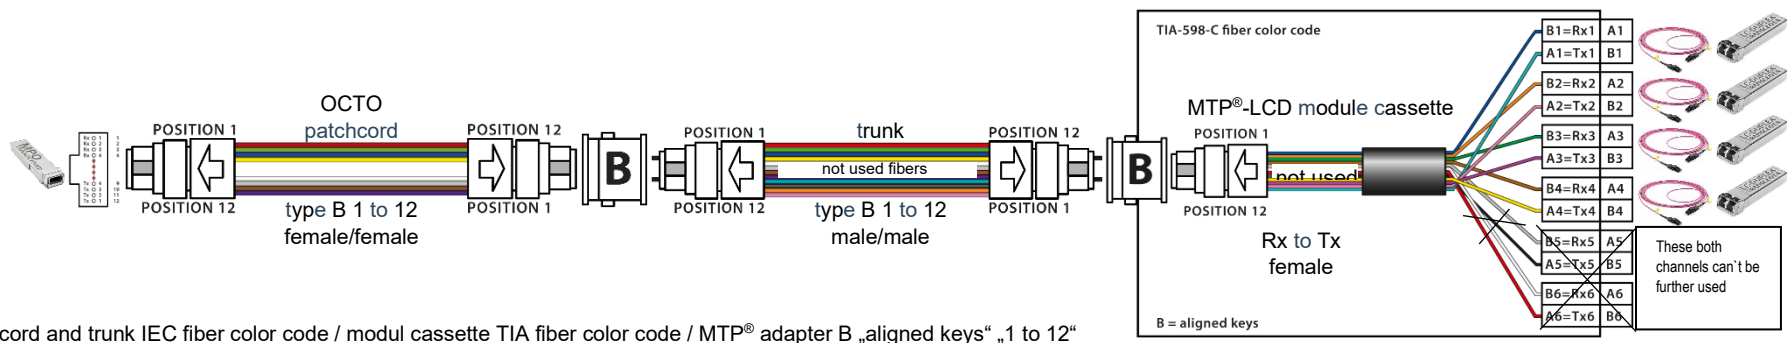 TIA-598-C fiber color code
B1=Rx1 A1
A1=Tx1 B1
B2=Rx2 A2
A2=Tx2 B2
B3=Rx3 A3
A3=Tx3 B3
B4=Rx4 A4
A4=Tx4 B4
B5=Rx5 A5
A5=Tx5 B5
B6=Rx6 A6
A6=Tx6 B6
OCTO
patchcord
POSITION 1
POSITION 12
POSITION 12
POSITION 1
type B 1 to 12
female/female
B
trunk
POSITION 1
POSITION 12
not used fibers
POSITION 12
POSITION 1
type B 1 to 12
male/male
B
MTP®-LCD module cassette
POSITION 1
not used
POSITION 12
Rx to Tx
female
B = aligned keys
These both
channels can`t be
further used
cord and trunk IEC fiber color code / modul cassette TIA fiber color code / MTP® adapter B „aligned keys“ „1 to 12“